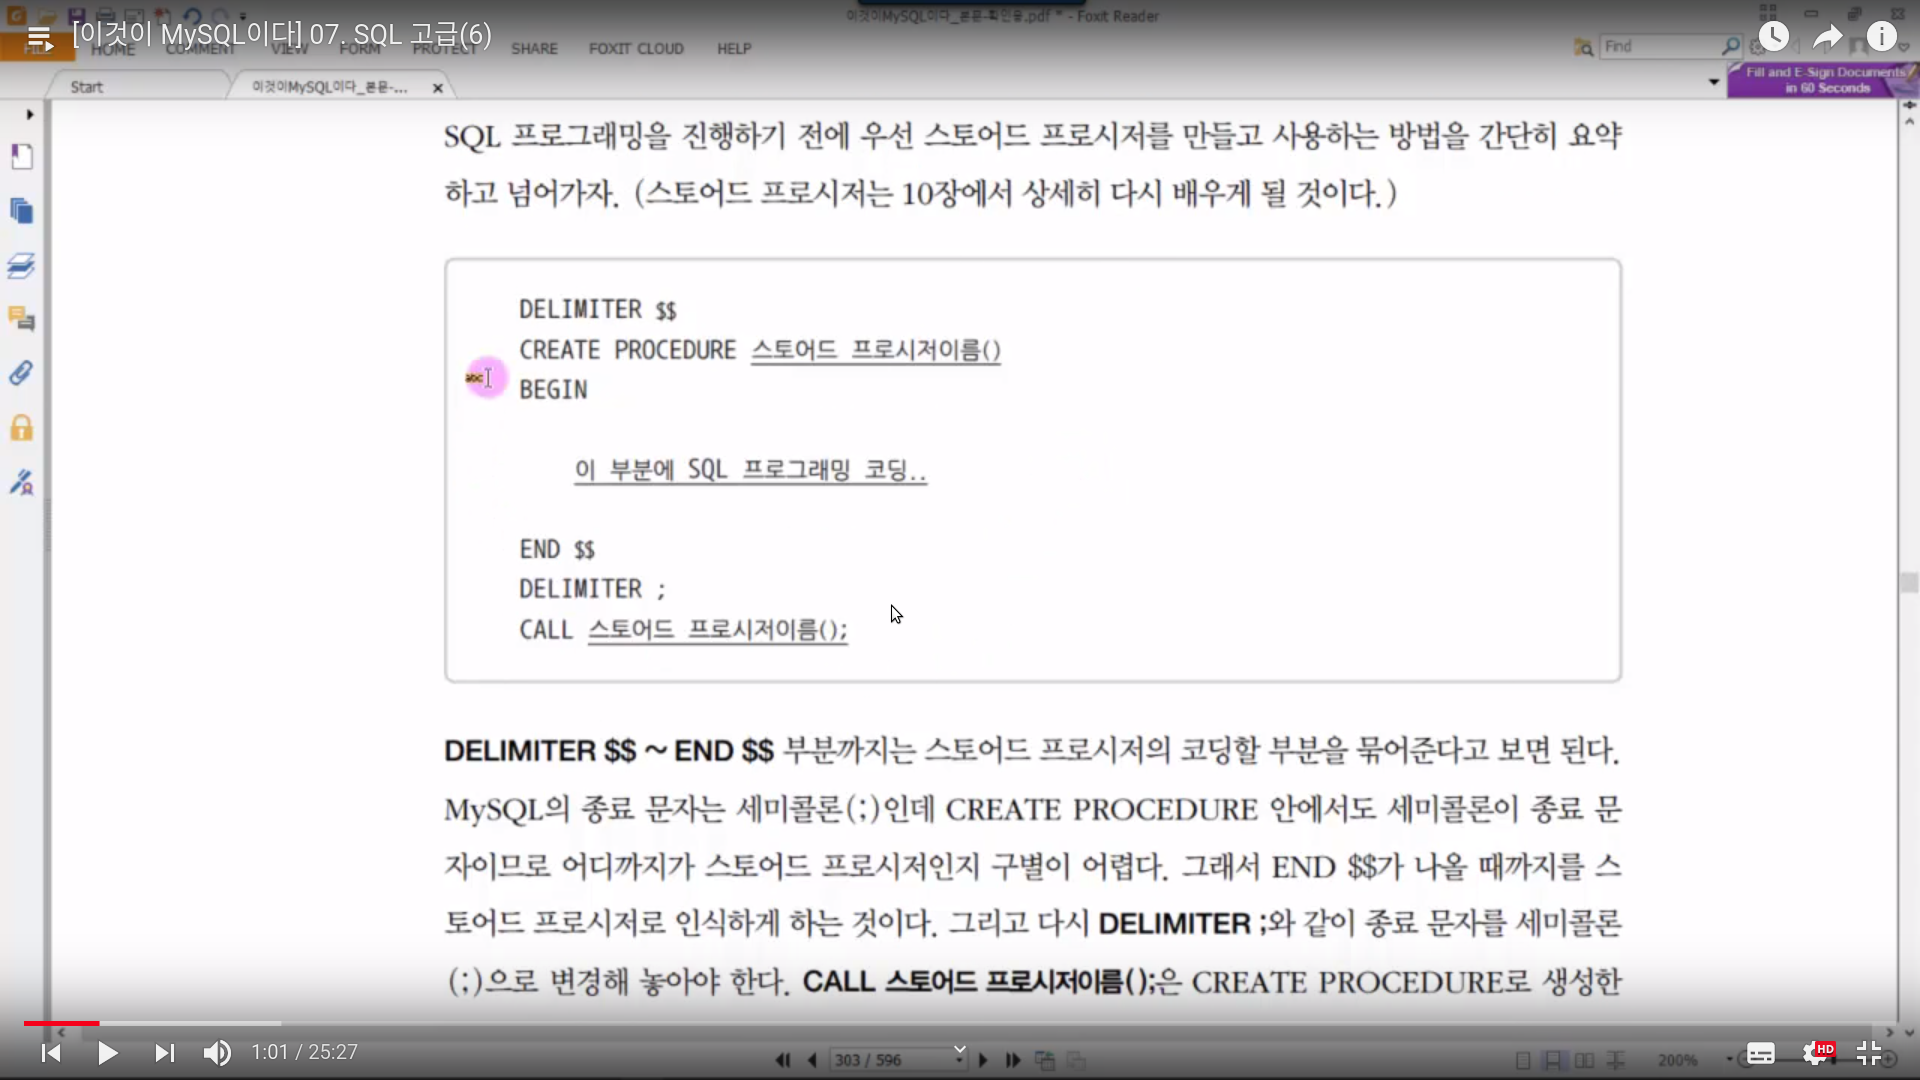 이것이MySQL이다_본문-확인용.pdf * - Foxit Reader
[이것이 MySQL이다] 07. SQL 고급(6)
FILE HOME COMMENT VIEW FORM PROTECT SHARE FOXIT CLOUD HELP
Find
Start
이것이MySQL이다_본문-...
Fill and E-Sign Documents
in 60 Seconds
SQL 프로그래밍을 진행하기 전에 우선 스토어드 프로시저를 만들고 사용하는 방법을 간단히 요약
하고 넘어가자. (스토어드 프로시저는 10장에서 상세히 다시 배우게 될 것이다.)
DELIMITER $$
CREATE PROCEDURE 스토어드 프로시저이름()
BEGIN
이 부분에 SQL 프로그래밍 코딩..
END $$
DELIMITER ;
CALL 스토어드 프로시저이름();
DELIMITER $$ ~ END $$ 부분까지는 스토어드 프로시저의 코딩할 부분을 묶어준다고 보면 된다.
MySQL의 종료 문자는 세미콜론(;)인데 CREATE PROCEDURE 안에서도 세미콜론이 종료 문
자이므로 어디까지가 스토어드 프로시저인지 구별이 어렵다. 그래서 END $$가 나올 때까지를 스
토어드 프로시저로 인식하게 하는 것이다. 그리고 다시 DELIMITER ;와 같이 종료 문자를 세미콜론
(;)으로 변경해 놓아야 한다. CALL 스토어드 프로시저이름();은 CREATE PROCEDURE로 생성한
1:01 / 25:27
303 / 596
HD
200%